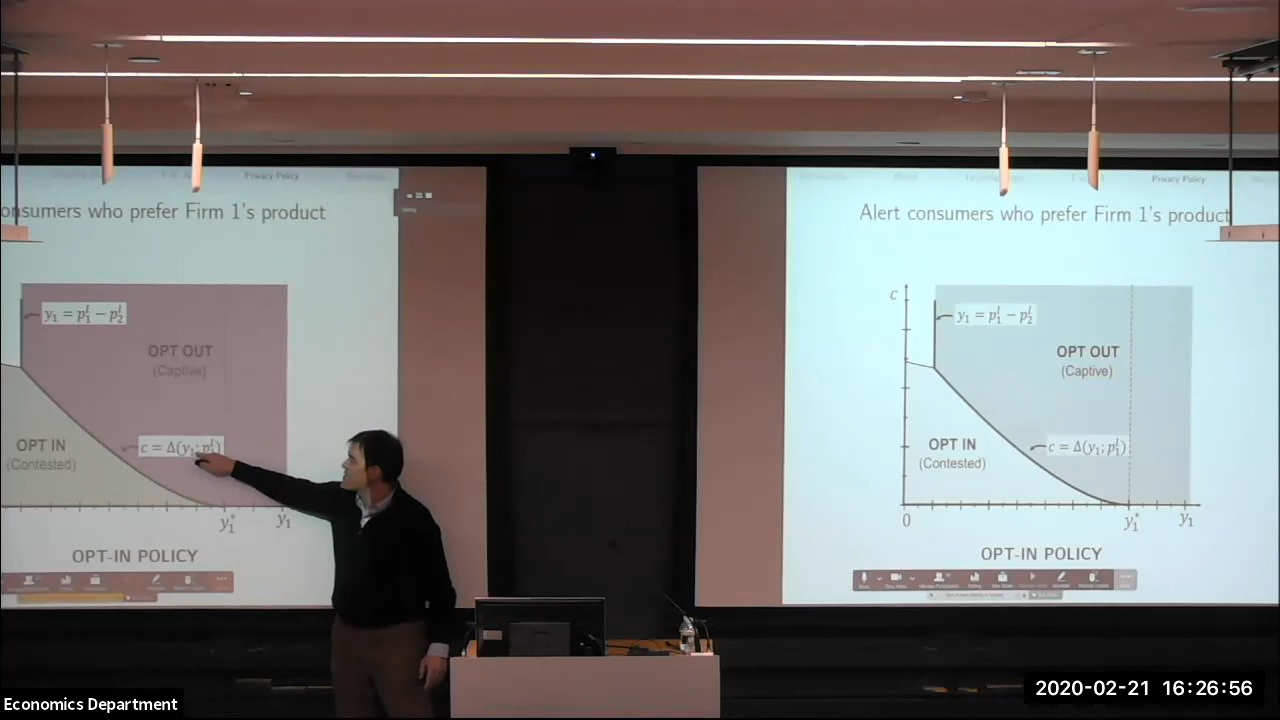 Privacy Policy
onsumers who prefer Firm 1's product
y₁ = p₁ᴵ − p₂ᴵ
OPT OUT
(Captive)
OPT IN
(Contested)
y₁*
y₁
OPT-IN POLICY
Privacy Policy
Alert consumers who prefer Firm 1's product
c
y₁ = p₁ᴵ − p₂ᴵ
OPT OUT
(Captive)
OPT IN
(Contested)
c = Δ(y₁; p₁ᴵ)
0
y₁*
y₁
OPT-IN POLICY
Economics Department
2020-02-21 16:26:56